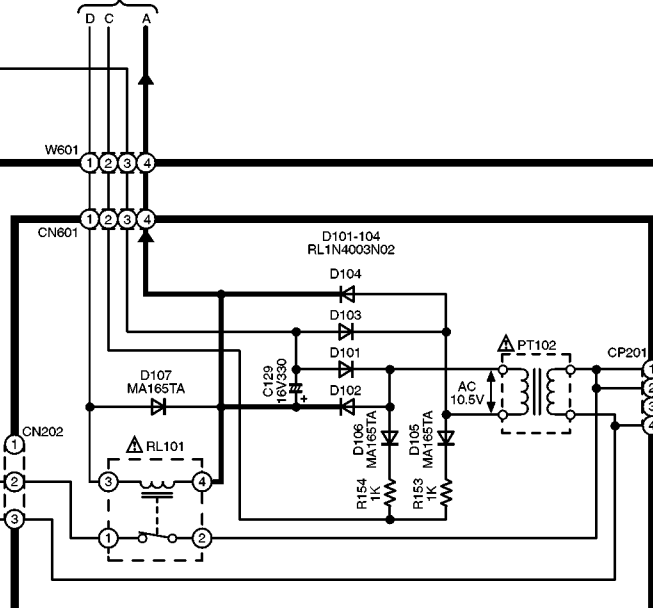 D C A
W601
1 2 3 4
1 2 3 4
CN601
D101-104
RL1N4003N02
D104
D103
D101
D102
C129
16V330
+
D107
MA165TA
PT102
AC
10.5V
CP201
1
2
3
4
D106
MA165TA
D105
MA165TA
R154
1K
R153
1K
CN202
1
2
3
RL101
3 4
1 2